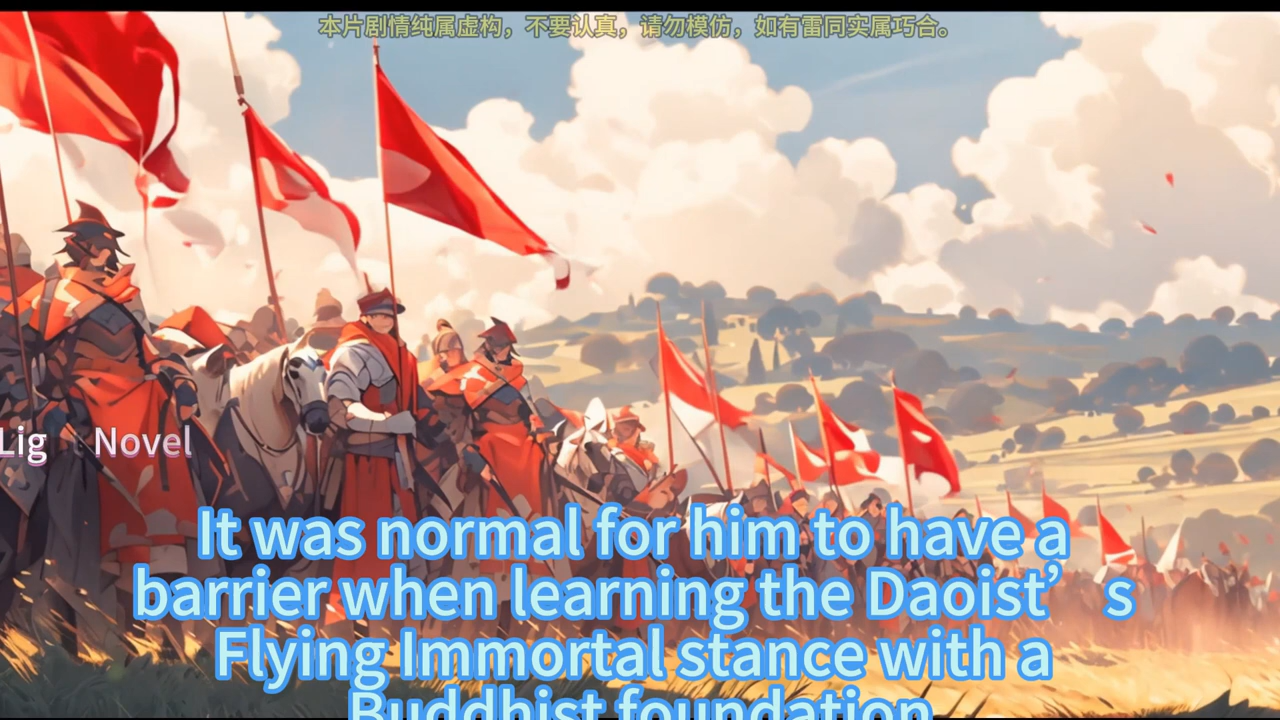 本片剧情纯属虚构，不要认真，请勿模仿，如有雷同实属巧合。
Lig t Novel
It was normal for him to have a
barrier when learning the Daoist’s
Flying Immortal stance with a
Buddhist foundation